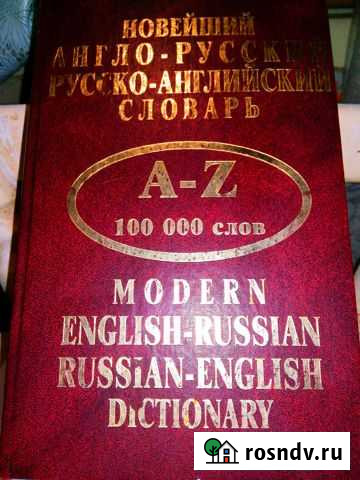 НОВЕЙШИЙ
АНГЛО-РУССКИЙ
РУССКО-АНГЛИЙСКИЙ
СЛОВАРЬ
A-Z
100 000 слов
MODERN
ENGLISH-RUSSIAN
RUSSiAN-ENGLISH
DiCTIONARY
rosndv.ru